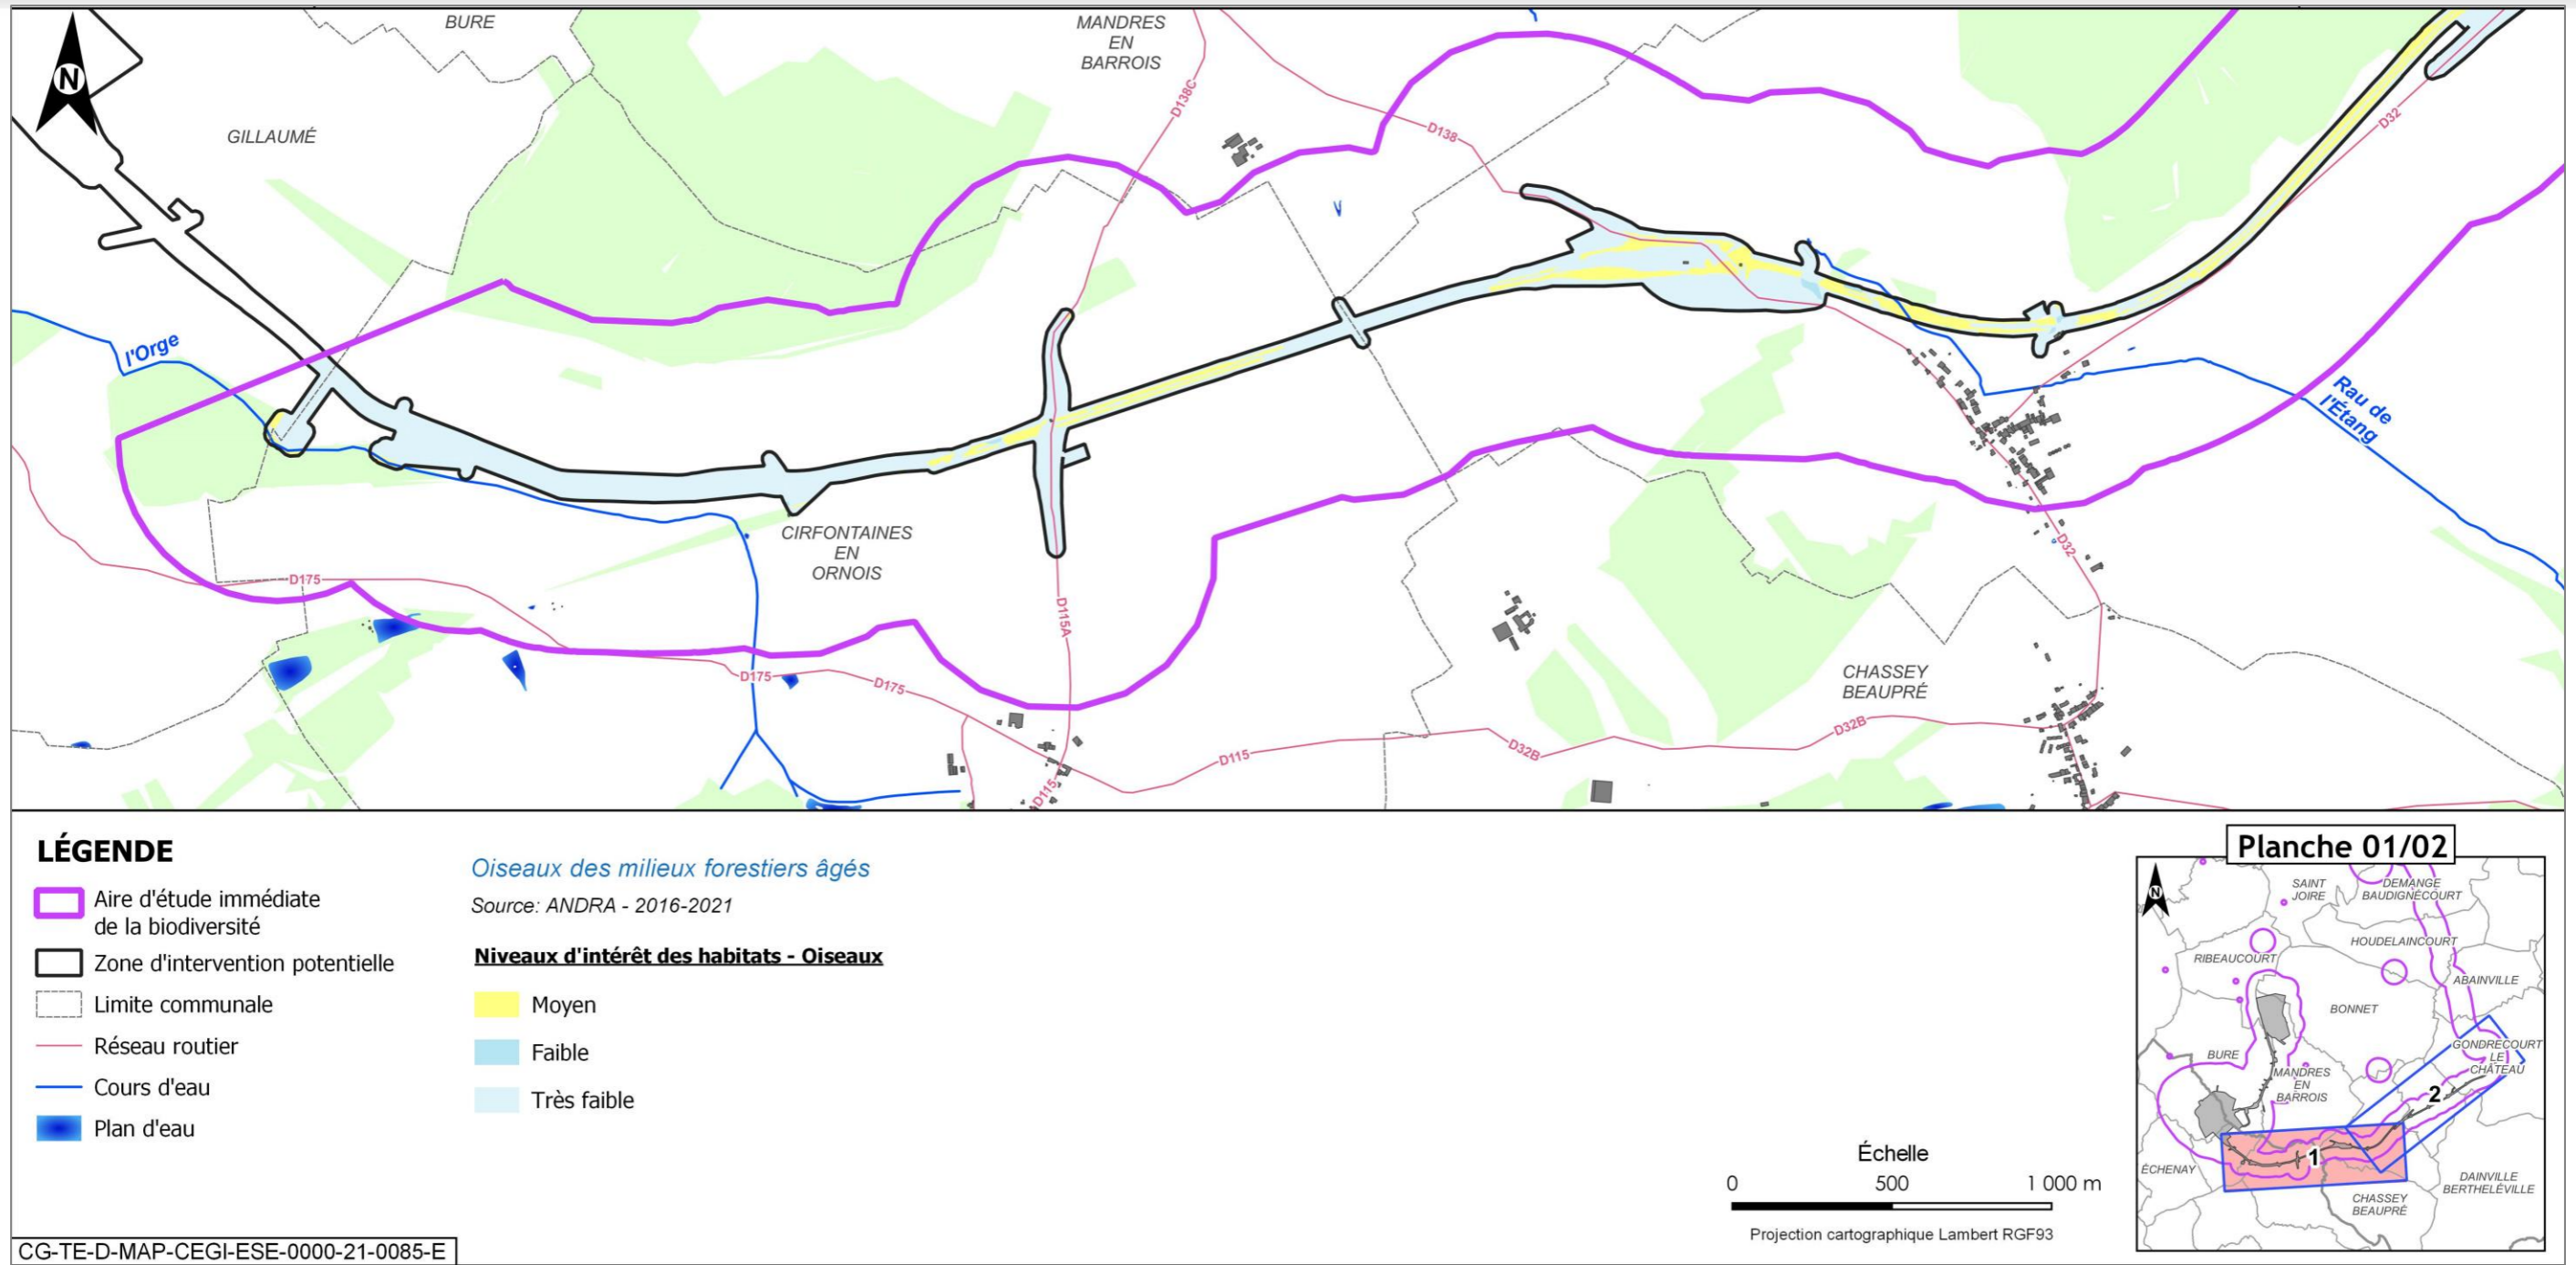 BURE
MANDRES
EN
BARROIS
N
GILLAUMÉ
D138C
D138
D32
l'Orge
Rau de
l'Étang
CIRFONTAINES
EN
ORNOIS
D32
D175
D115A
D175
D175
CHASSEY
BEAUPRÉ
D32B
D32B
D115
D115
LÉGENDE
Aire d'étude immédiate
de la biodiversité
Zone d'intervention potentielle
Limite communale
Réseau routier
Cours d'eau
Plan d'eau
Oiseaux des milieux forestiers âgés
Source: ANDRA - 2016-2021
Niveaux d'intérêt des habitats - Oiseaux
Moyen
Faible
Très faible
Échelle
0 500 1 000 m
Projection cartographique Lambert RGF93
Planche 01/02
N
SAINT
JOIRE
DEMANGE
BAUDIGNÉCOURT
HOUDELAINCOURT
RIBEAUCOURT
ABAINVILLE
BONNET
GONDRECOURT
LE
CHÂTEAU
BURE
MANDRES
EN
BARROIS
2
1
ÉCHENAY
DAINVILLE
BERTHELÉVILLE
CHASSEY
BEAUPRÉ
CG-TE-D-MAP-CEGI-ESE-0000-21-0085-E